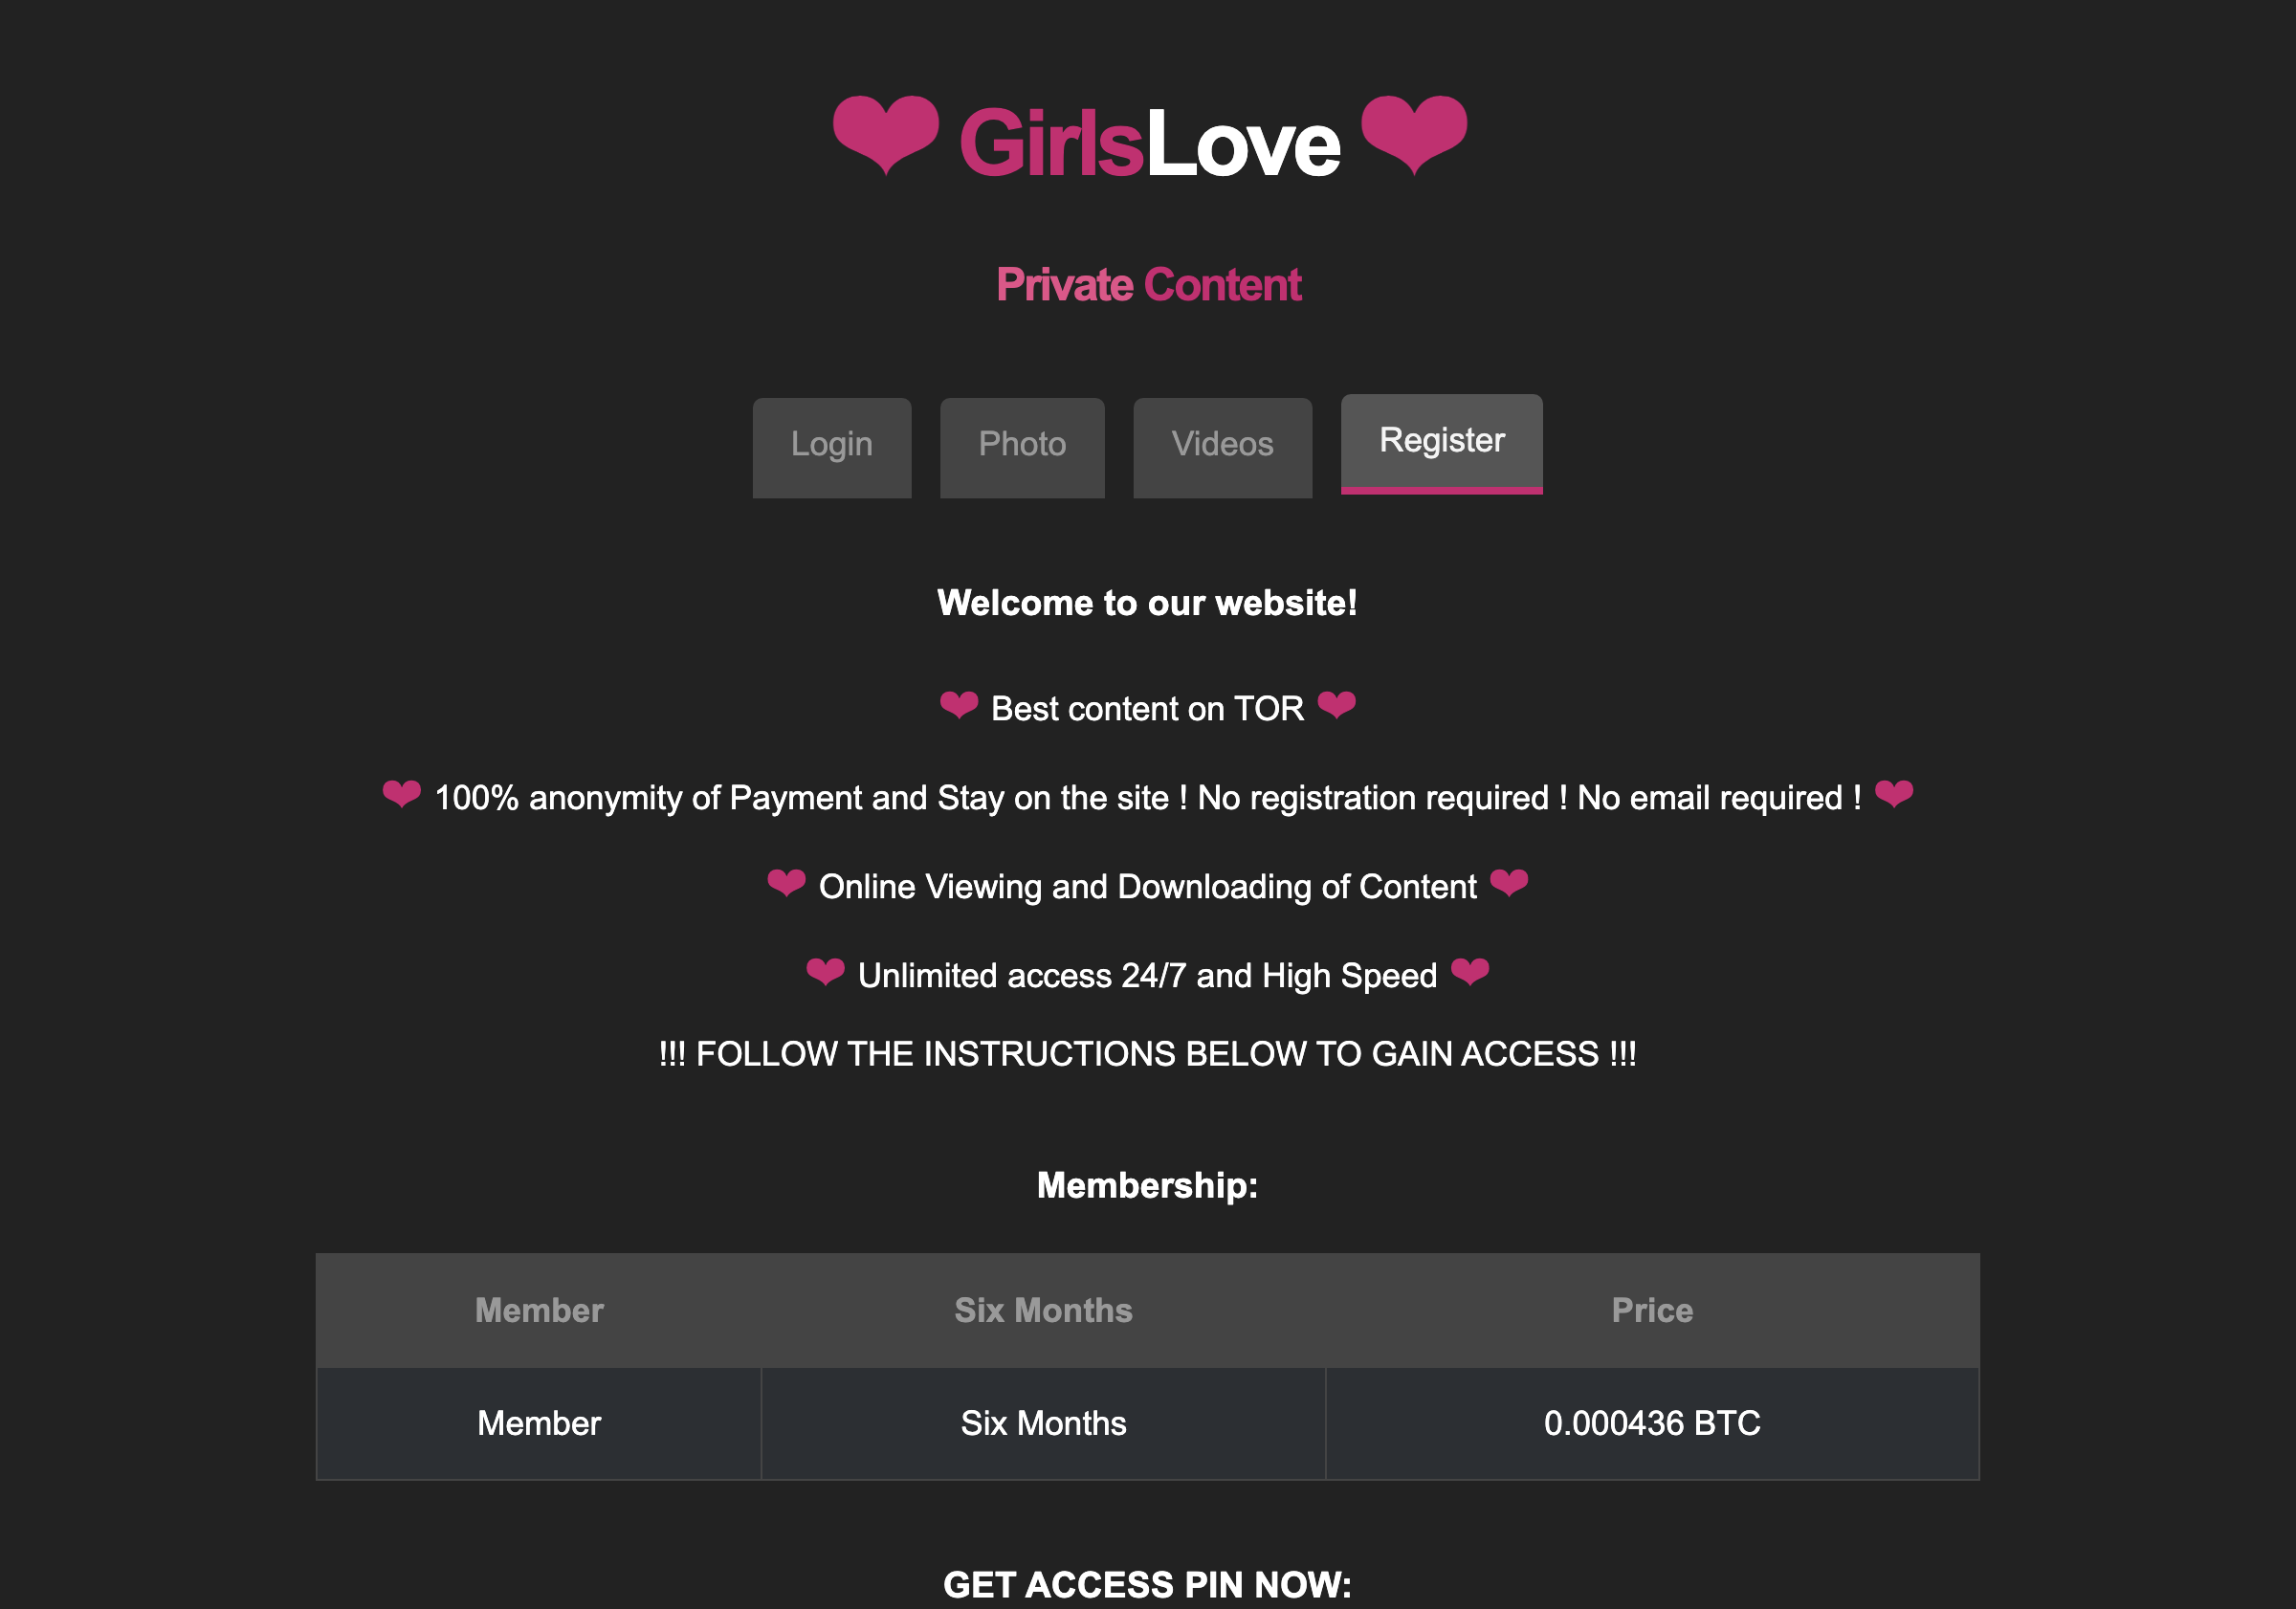 ❤ GirlsLove ❤
Private Content
Login Photo Videos Register
Welcome to our website!
❤ Best content on TOR ❤
❤ 100% anonymity of Payment and Stay on the site ! No registration required ! No email required ! ❤
❤ Online Viewing and Downloading of Content ❤
❤ Unlimited access 24/7 and High Speed ❤
!!! FOLLOW THE INSTRUCTIONS BELOW TO GAIN ACCESS !!!
Membership:
Member Six Months Price
Member Six Months 0.000436 BTC
GET ACCESS PIN NOW: